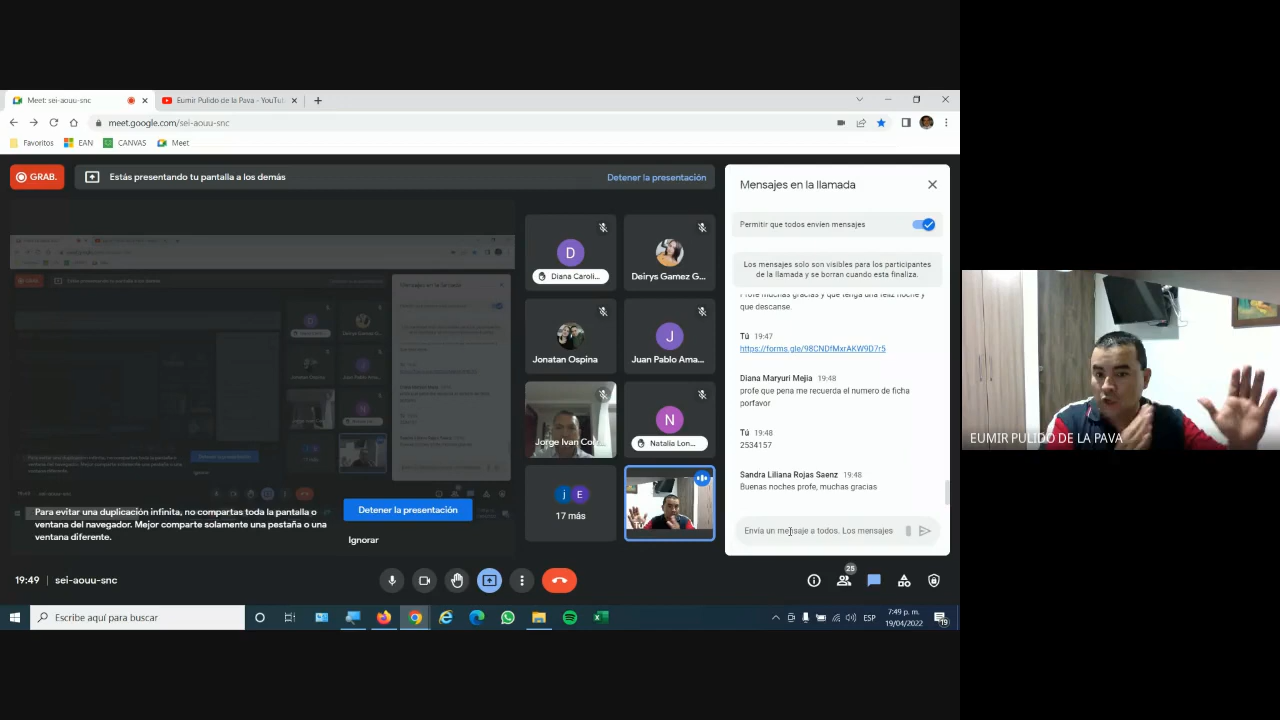 Meet: sei-aouu-snc
Eumir Pulido de la Pava - YouTu
meet.google.com/sei-aouu-snc
Favoritos
EAN
CANVAS
Meet
GRAB.
Estás presentando tu pantalla a los demás
Detener la presentación
Mensajes en la llamada
Permitir que todos envíen mensajes
Los mensajes solo son visibles para los participantes
de la llamada y se borran cuando esta finaliza.
Profe muchas gracias y que tenga una feliz noche y
que descanse.
Tú 19:47
https://forms.gle/98CNDfMxrAKW9D7r5
Diana Maryuri Mejia 19:48
profe que pena me recuerda el numero de ficha
porfavor
Tú 19:48
2534157
Sandra Liliana Rojas Saenz 19:48
Buenas noches profe, muchas gracias
Envía un mensaje a todos. Los mensajes
D
Diana Caroli...
Deirys Gamez G...
Jonatan Ospina
J
Juan Pablo Ama...
Jorge Ivan Cor...
N
Natalia Lon...
j
E
17 más
Para evitar una duplicación infinita, no compartas toda la pantalla o
ventana del navegador. Mejor comparte solamente una pestaña o una
ventana diferente.
Detener la presentación
Ignorar
19:49
sei-aouu-snc
Escribe aquí para buscar
ESP
7:49 p. m.
19/04/2022
19
EUMIR PULIDO DE LA PAVA